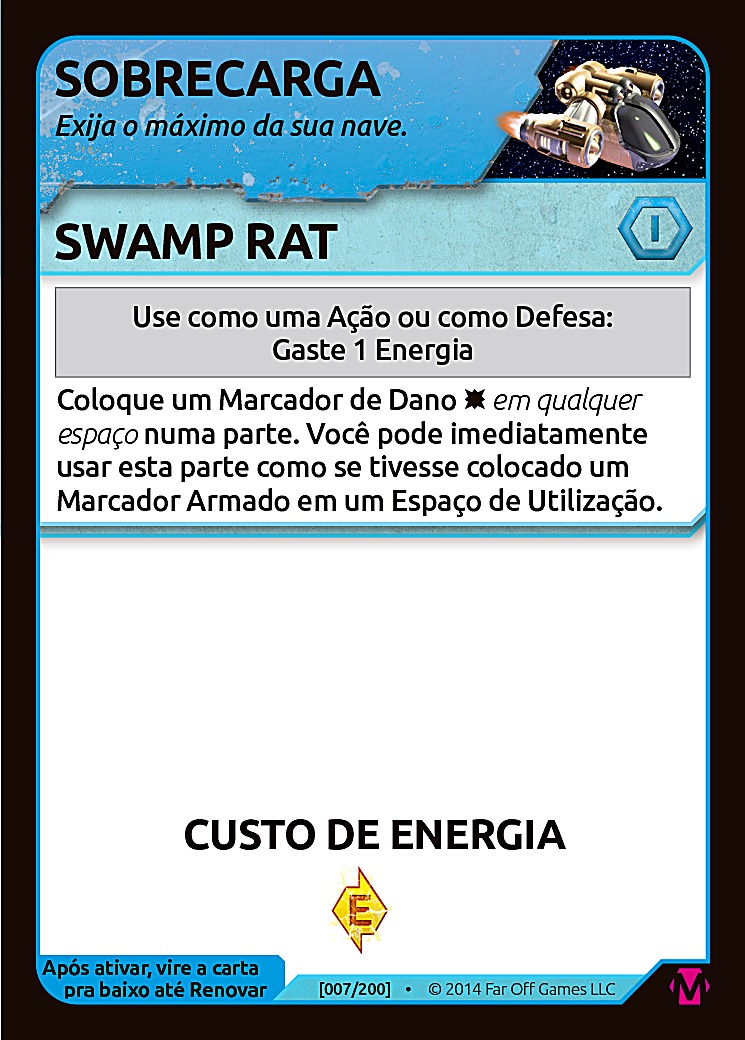 SOBRECARGA
Exija o máximo da sua nave.
SWAMP RAT
I
Use como uma Ação ou como Defesa:
Gaste 1 Energia
Coloque um Marcador de Dano em qualquer
espaço numa parte. Você pode imediatamente
usar esta parte como se tivesse colocado um
Marcador Armado em um Espaço de Utilização.
CUSTO DE ENERGIA
E
Após ativar, vire a carta
pra baixo até Renovar
[007/200] • © 2014 Far Off Games LLC
M